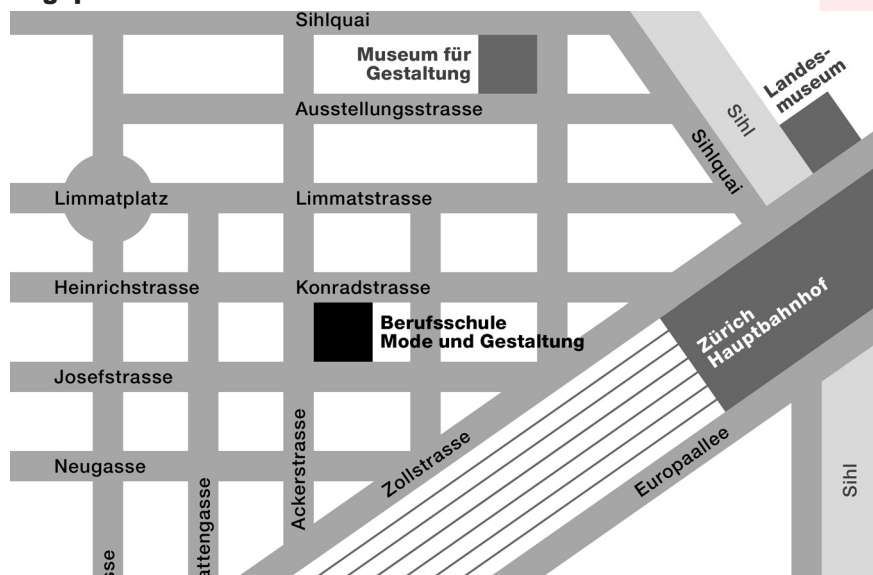 Sihlquai
Museum für
Gestaltung
Landes-
museum
Sihl
Ausstellungsstrasse
Sihlquai
Limmatplatz
Limmatstrasse
Heinrichstrasse
Konradstrasse
Zürich
Hauptbahnhof
Berufsschule
Mode und Gestaltung
Josefstrasse
Ackerstrasse
Zollstrasse
Europaallee
Neugasse
Sihl